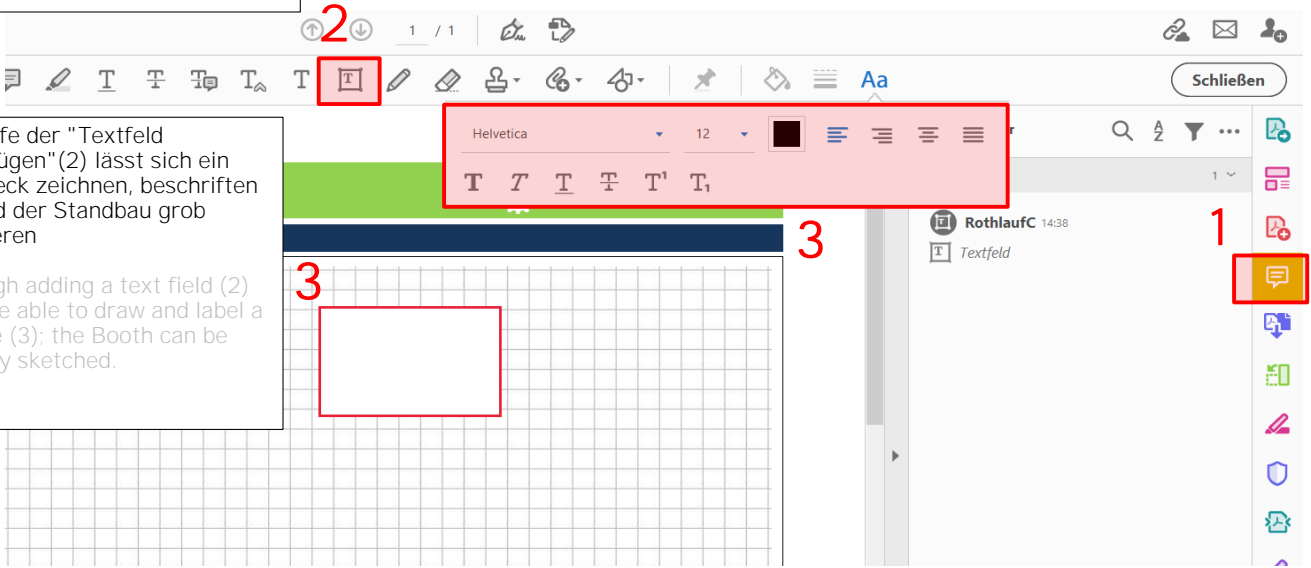 2
1 / 1
Aa
Schließen
Helvetica
12
fe der "Textfeld
ügen"(2) lässt sich ein
eck zeichnen, beschriften
d der Standbau grob
eren
gh adding a text field (2)
e able to draw and label a
e (3); the Booth can be
y sketched.
1
RothlaufC 14:38
Textfeld
1
3
3